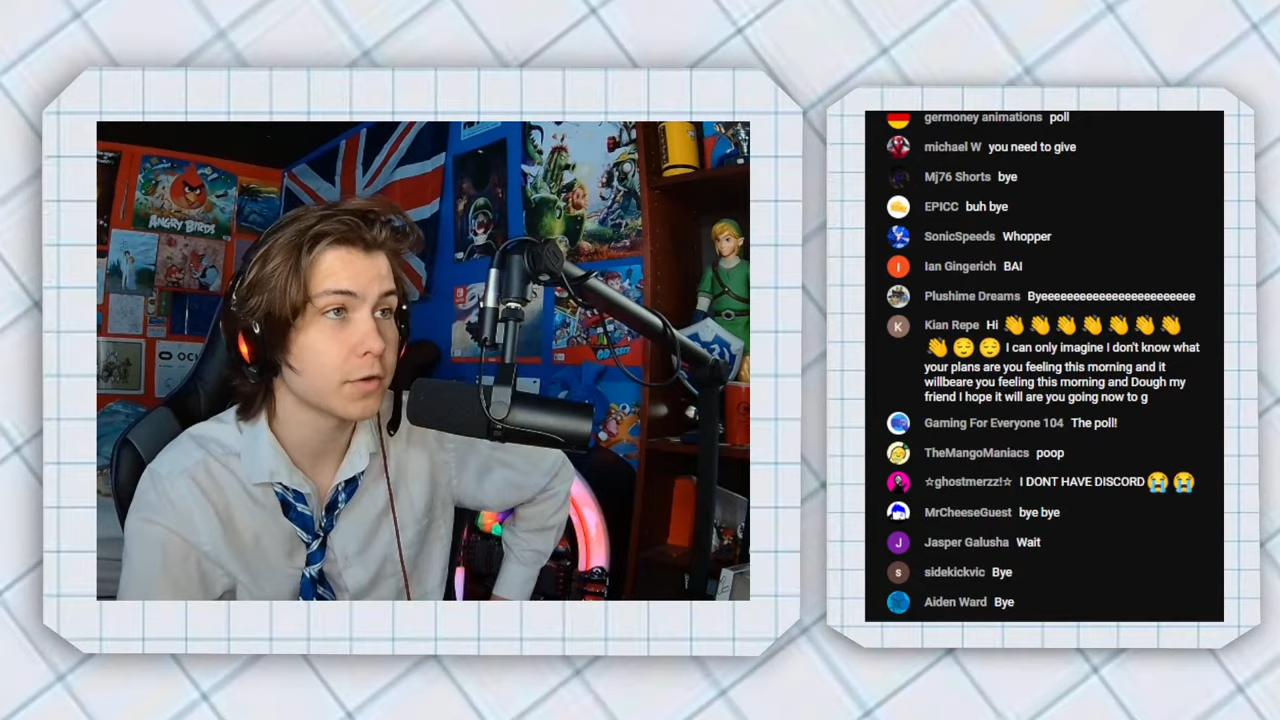 ANGRY BIRDS
germoney animations poll
michael W you need to give
Mj76 Shorts bye
EPICC buh bye
SonicSpeeds Whopper
I
Ian Gingerich BAI
Plushime Dreams Byeeeeeeeeeeeeeeeeeeeeeeee
K
Kian Repe Hi 👋 👋 👋 👋 👋 👋 👋
👋 😌 😌 I can only imagine I don't know what
your plans are you feeling this morning and it
willbeare you feeling this morning and Dough my
friend I hope it will are you going now to g
Gaming For Everyone 104 The poll!
TheMangoManiacs poop
☆ghostmerzz!☆ I DONT HAVE DISCORD 😭 😭
MrCheeseGuest bye bye
J
Jasper Galusha Wait
s
sidekickvic Bye
Aiden Ward Bye